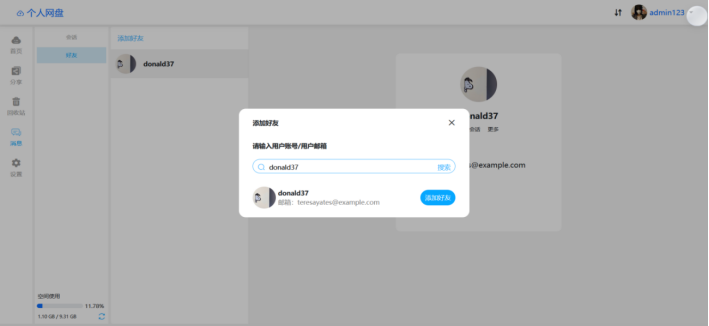 个人网盘
admin123
首页
分享
回收站
消息
设置
会话
好友
添加好友
donald37
添加好友
请输入用户账号/用户邮箱
donald37
搜索
donald37
邮箱：teresayates@example.com
添加好友
nald37
会话 更多
@example.com
空间使用
11.78%
1.10 GB / 9.31 GB